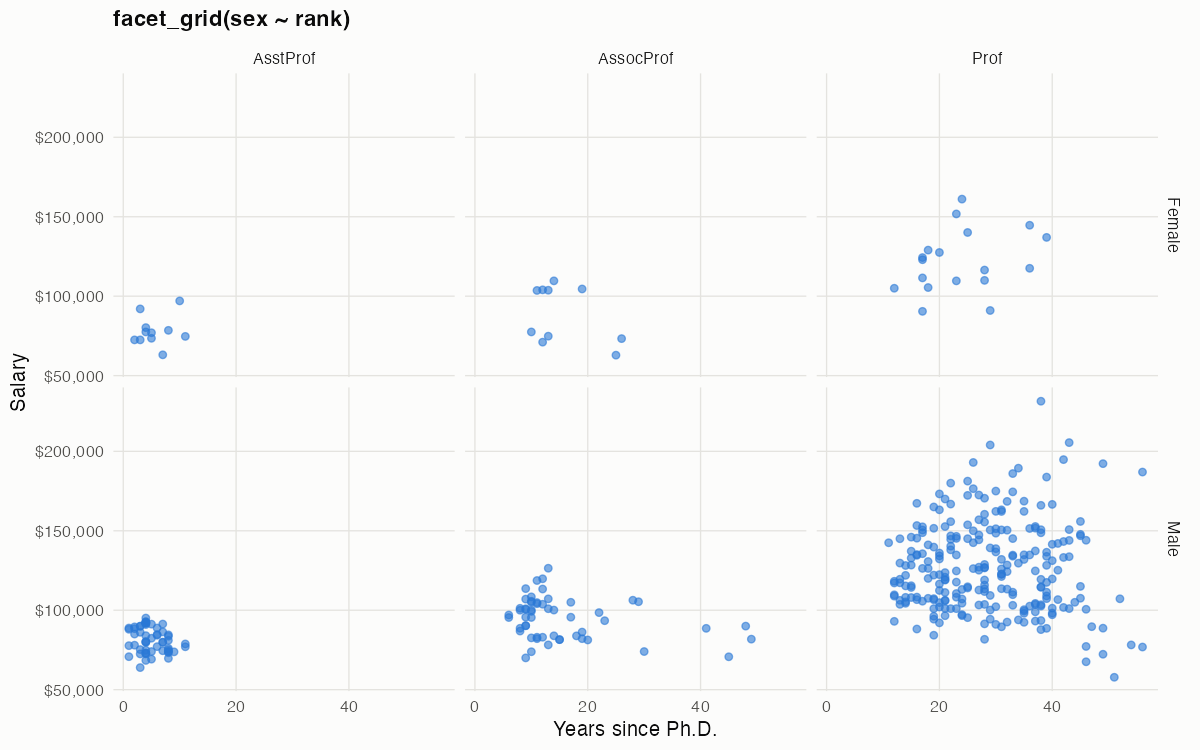 facet_grid(sex ~ rank)
AsstProf AssocProf Prof
$200,000
$150,000
$100,000
$50,000
Female
Salary
$200,000
$150,000
$100,000
$50,000
Male
0 20 40 0 20 40 0 20 40
Years since Ph.D.